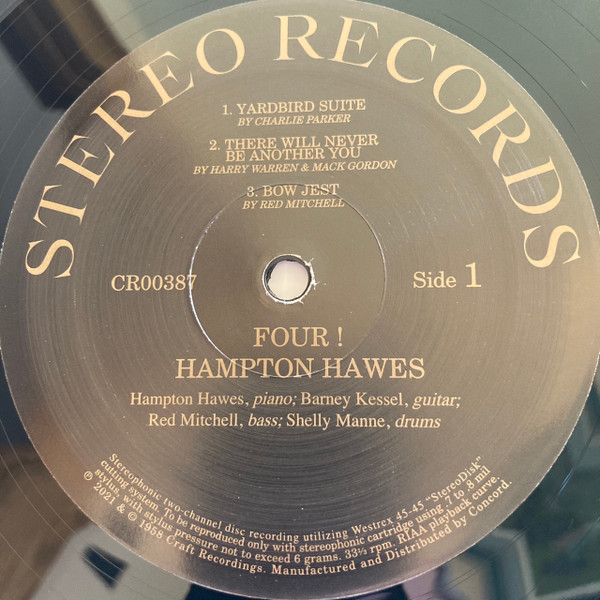 STEREO RECORDS
1. YARDBIRD SUITE
BY CHARLIE PARKER
2. THERE WILL NEVER
BE ANOTHER YOU
BY HARRY WARREN & MACK GORDON
3. BOW JEST
BY RED MITCHELL
CR00387
Side 1
FOUR !
HAMPTON HAWES
Hampton Hawes, piano; Barney Kessel, guitar;
Red Mitchell, bass; Shelly Manne, drums
Stereophonic two-channel disc recording utilizing Westrex 45-45 "StereoDisk"
cutting system. To be reproduced only with stereophonic cartridge using .7 to .8 mil
stylus, with stylus pressure not to exceed 6 grams. 33⅓ rpm. RIAA playback curve.
℗ 2021 & © 1958 Craft Recordings. Manufactured and Distributed by Concord.